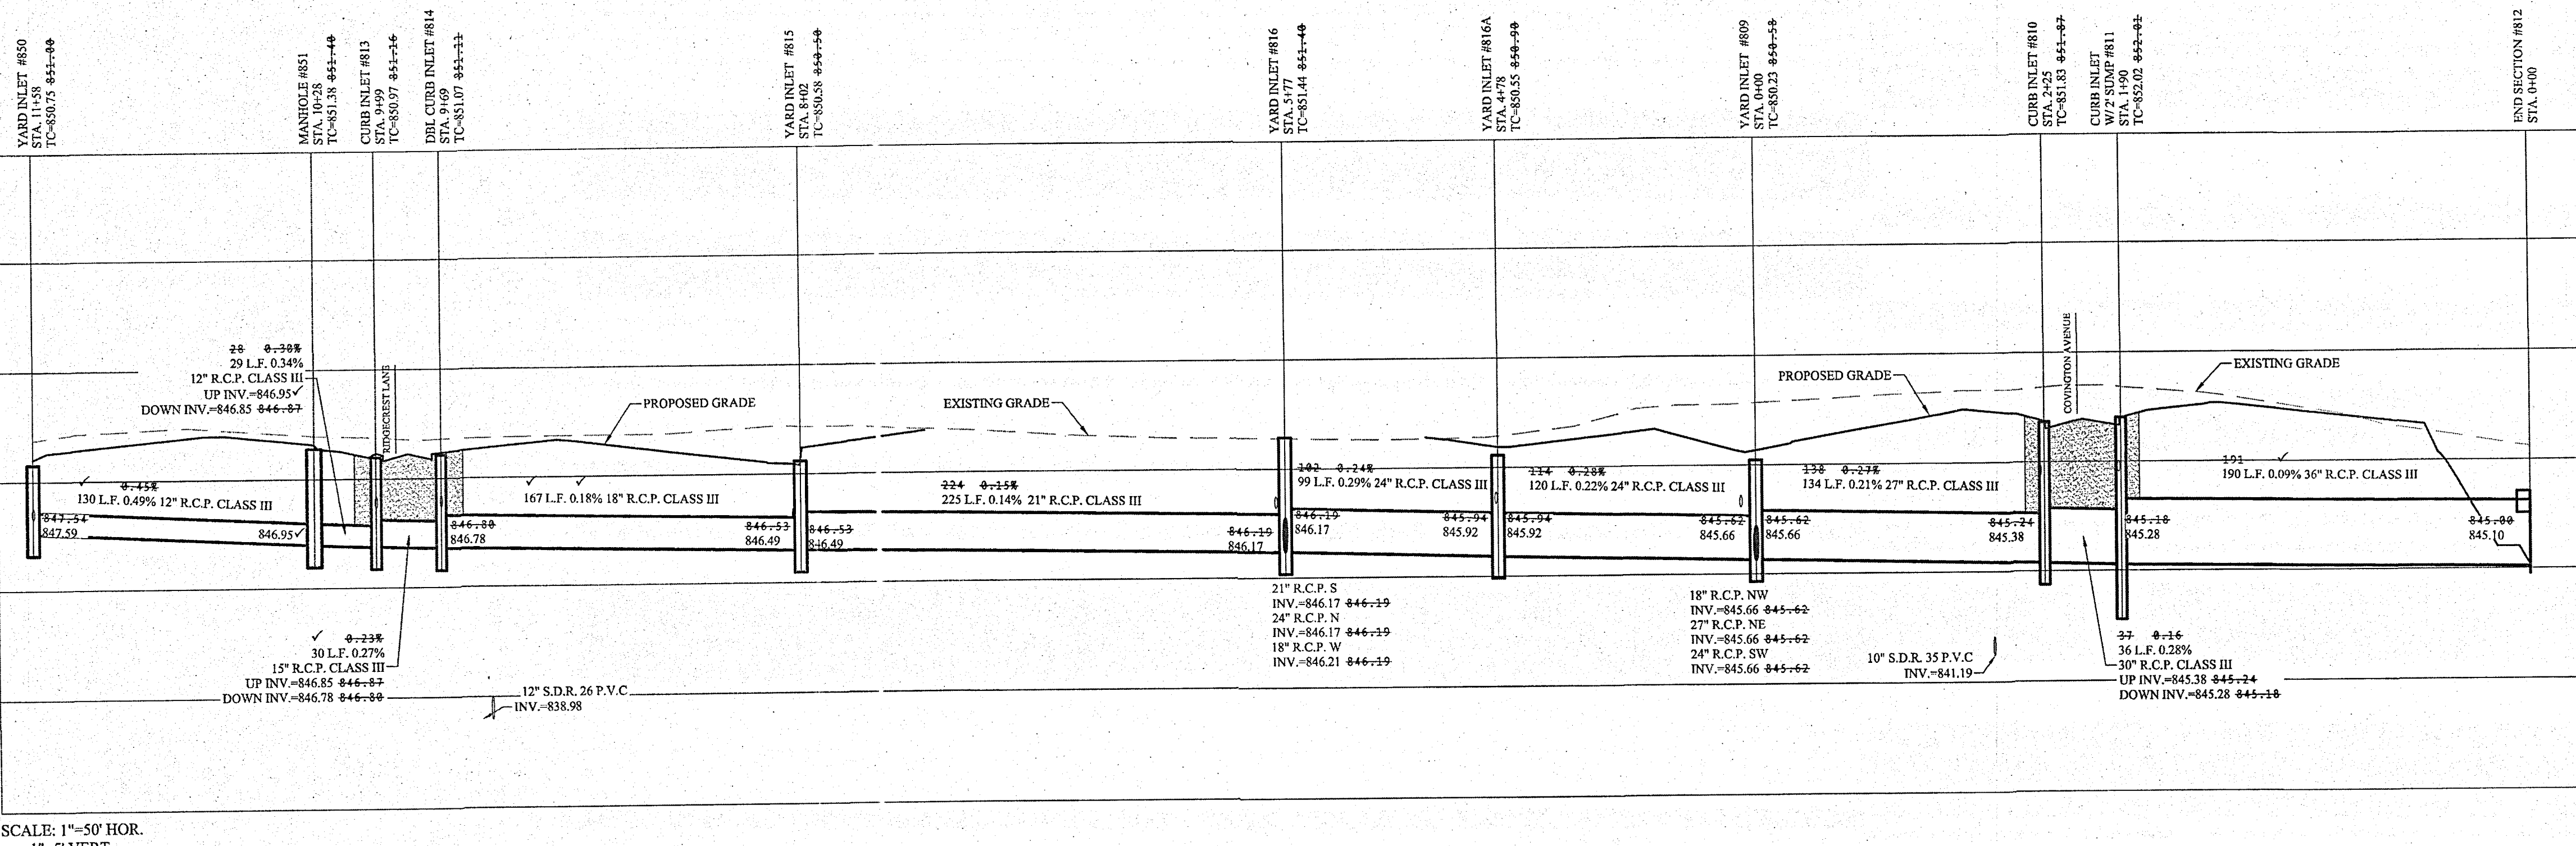 YARD INLET #850
STA. 11+58
TC=850.75 851.00
MANHOLE #851
STA. 10+28
TC=851.38 851.40
CURB INLET #813
STA. 9+99
TC=850.97 851.16
DBL CURB INLET #814
STA. 9+69
TC=851.07 851.11
YARD INLET #815
STA. 8+02
TC=850.58 850.50
YARD INLET #816
STA. 5+77
TC=851.44 851.40
YARD INLET #816A
STA. 4+78
TC=850.55 850.90
YARD INLET #809
STA. 0+00
TC=850.23 850.58
CURB INLET #810
STA. 2+25
TC=851.83 851.87
CURB INLET
W/2' SUMP #811
STA. 1+90
TC=852.02 852.01
END SECTION #812
STA. 0+00
28 0.30%
29 L.F. 0.34%
12" R.C.P. CLASS III
UP INV.=846.95✓
DOWN INV.=846.85 846.87
RIDGECREST LANE
PROPOSED GRADE
EXISTING GRADE
PROPOSED GRADE
COVINGTON AVENUE
EXISTING GRADE
✓ 0.45%
130 L.F. 0.49% 12" R.C.P. CLASS III
✓ ✓
167 L.F. 0.18% 18" R.C.P. CLASS III
224 0.15%
225 L.F. 0.14% 21" R.C.P. CLASS III
102 0.24%
99 L.F. 0.29% 24" R.C.P. CLASS III
114 0.28%
120 L.F. 0.22% 24" R.C.P. CLASS III
138 0.27%
134 L.F. 0.21% 27" R.C.P. CLASS III
191 ✓
190 L.F. 0.09% 36" R.C.P. CLASS III
847.54
847.59
846.95✓
846.80
846.78
846.53
846.49
846.53
846.49
846.19
846.17
846.19
846.17
845.94
845.92
845.94
845.92
845.62
845.66
845.62
845.66
845.24
845.38
845.18
845.28
845.00
845.10
✓ 0.23%
30 L.F. 0.27%
15" R.C.P. CLASS III
UP INV.=846.85 846.87
DOWN INV.=846.78 846.80
12" S.D.R. 26 P.V.C
INV.=838.98
21" R.C.P. S
INV.=846.17 846.19
24" R.C.P. N
INV.=846.17 846.19
18" R.C.P. W
INV.=846.21 846.19
18" R.C.P. NW
INV.=845.66 845.62
27" R.C.P. NE
INV.=845.66 845.62
24" R.C.P. SW
INV.=845.66 845.62
10" S.D.R. 35 P.V.C
INV.=841.19
37 0.16
36 L.F. 0.28%
30" R.C.P. CLASS III
UP INV.=845.38 845.24
DOWN INV.=845.28 845.18
SCALE: 1"=50' HOR.
1"=5' VERT.